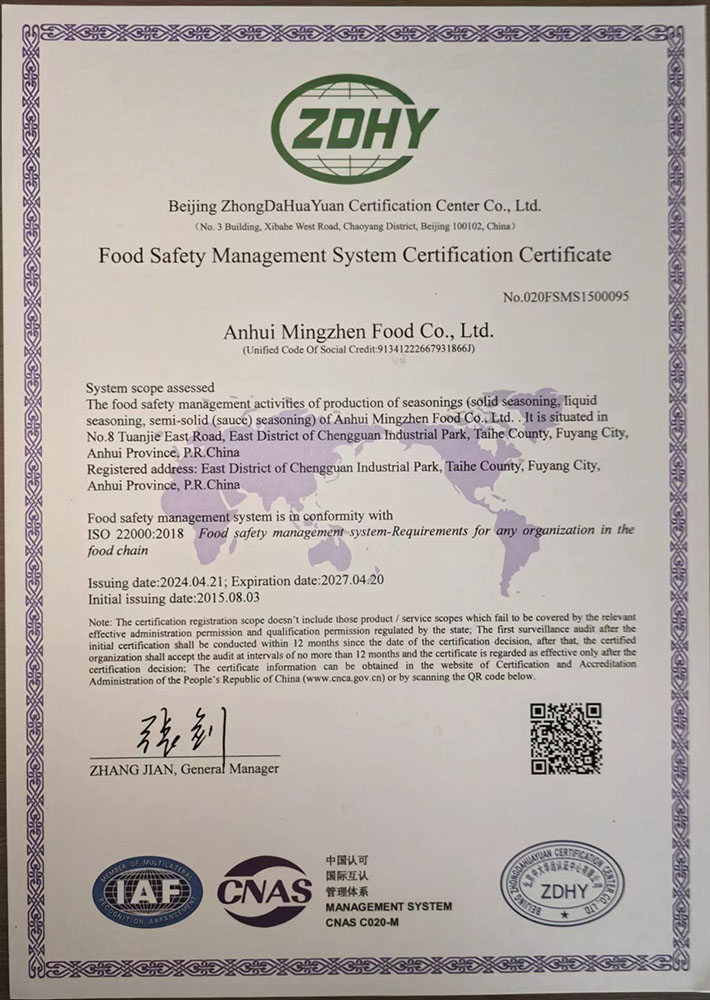 ZDHY
Beijing ZhongDaHuaYuan Certification Center Co., Ltd.
(No. 3 Building, Xibahe West Road, Chaoyang District, Beijing 100102, China)
Food Safety Management System Certification Certificate
No.020FSMS1500095
Anhui Mingzhen Food Co., Ltd.
(Unified Code Of Social Credit:91341222667931866J)
System scope assessed
The food safety management activities of production of seasonings (solid seasoning, liquid
seasoning, semi-solid (sauce) seasoning) of Anhui Mingzhen Food Co., Ltd. . It is situated in
No.8 Tuanjie East Road, East District of Chengguan Industrial Park, Taihe County, Fuyang City,
Anhui Province, P.R.China
Registered address: East District of Chengguan Industrial Park, Taihe County, Fuyang City,
Anhui Province, P.R.China
Food safety management system is in conformity with
ISO 22000:2018 Food safety management system-Requirements for any organization in the
food chain
Issuing date:2024.04.21; Expiration date:2027.04.20
Initial issuing date:2015.08.03
Note: The certification registration scope doesn't include those product / service scopes which fail to be covered by the relevant
effective administration permission and qualification permission regulated by the state; The first surveillance audit after the
initial certification shall be conducted within 12 months since the date of the certification decision, after that, the certified
organization shall accept the audit at intervals of no more than 12 months and the certificate is regarded as effective only after the
certification decision; The certificate information can be obtained in the website of Certification and Accreditation
Administration of the People's Republic of China (www.cnca.gov.cn) or by scanning the QR code below.
张剑
ZHANG JIAN, General Manager
MEMBER OF MULTILATERAL
IAF
RECOGNITION ARRANGEMENT
CNAS
中国认可
国际互认
管理体系
MANAGEMENT SYSTEM
CNAS C020-M
BEIJING ZHONGDAHUAYUAN CERTIFICATION CENTER CO.,LTD
ZDHY